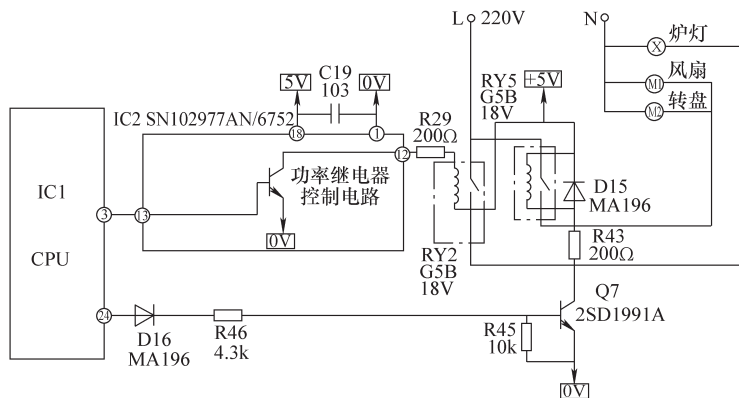 L
220V
N
炉灯
X
风扇
M1
转盘
M2
5V
C19
103
0V
RY5
G5B
18V
+5V
IC2 SN102977AN/6752
18
1
R29
200Ω
12
功率继电器
控制电路
IC1
CPU
3
13
0V
D15
MA196
RY2
G5B
18V
R43
200Ω
24
D16
MA196
R46
4.3k
R45
10k
Q7
2SD1991A
0V